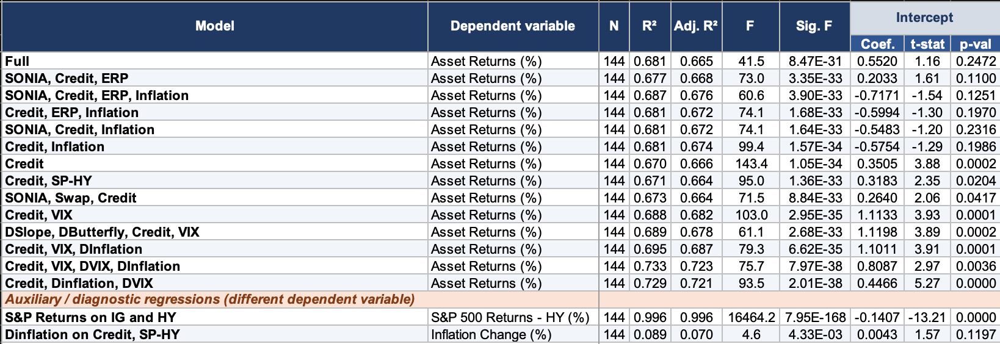 Model Dependent variable N R² Adj. R² F Sig. F Intercept
Coef. t-stat p-val
Full Asset Returns (%) 144 0.681 0.665 41.5 8.47E-31 0.5520 1.16 0.2472
SONIA, Credit, ERP Asset Returns (%) 144 0.677 0.668 73.0 3.35E-33 0.2033 1.61 0.1100
SONIA, Credit, ERP, Inflation Asset Returns (%) 144 0.687 0.676 60.6 3.90E-33 -0.7171 -1.54 0.1251
Credit, ERP, Inflation Asset Returns (%) 144 0.681 0.672 74.1 1.68E-33 -0.5994 -1.30 0.1970
SONIA, Credit, Inflation Asset Returns (%) 144 0.681 0.672 74.1 1.64E-33 -0.5483 -1.20 0.2316
Credit, Inflation Asset Returns (%) 144 0.681 0.674 99.4 1.57E-34 -0.5754 -1.29 0.1986
Credit Asset Returns (%) 144 0.670 0.666 143.4 1.05E-34 0.3505 3.88 0.0002
Credit, SP-HY Asset Returns (%) 144 0.671 0.664 95.0 1.36E-33 0.3183 2.35 0.0204
SONIA, Swap, Credit Asset Returns (%) 144 0.673 0.664 71.5 8.84E-33 0.2640 2.06 0.0417
Credit, VIX Asset Returns (%) 144 0.688 0.682 103.0 2.95E-35 1.1133 3.93 0.0001
DSlope, DButterfly, Credit, VIX Asset Returns (%) 144 0.689 0.678 61.1 2.68E-33 1.1198 3.89 0.0002
Credit, VIX, DInflation Asset Returns (%) 144 0.695 0.687 79.3 6.62E-35 1.1011 3.91 0.0001
Credit, VIX, DVIX, DInflation Asset Returns (%) 144 0.733 0.723 75.7 7.97E-38 0.8087 2.97 0.0036
Credit, Dinflation, DVIX Asset Returns (%) 144 0.729 0.721 93.5 2.01E-38 0.4466 5.27 0.0000
Auxiliary / diagnostic regressions (different dependent variable)
S&P Returns on IG and HY S&P 500 Returns - HY (%) 144 0.996 0.996 16464.2 7.95E-168 -0.1407 -13.21 0.0000
Dinflation on Credit, SP-HY Inflation Change (%) 144 0.089 0.070 4.6 4.33E-03 0.0043 1.57 0.1197